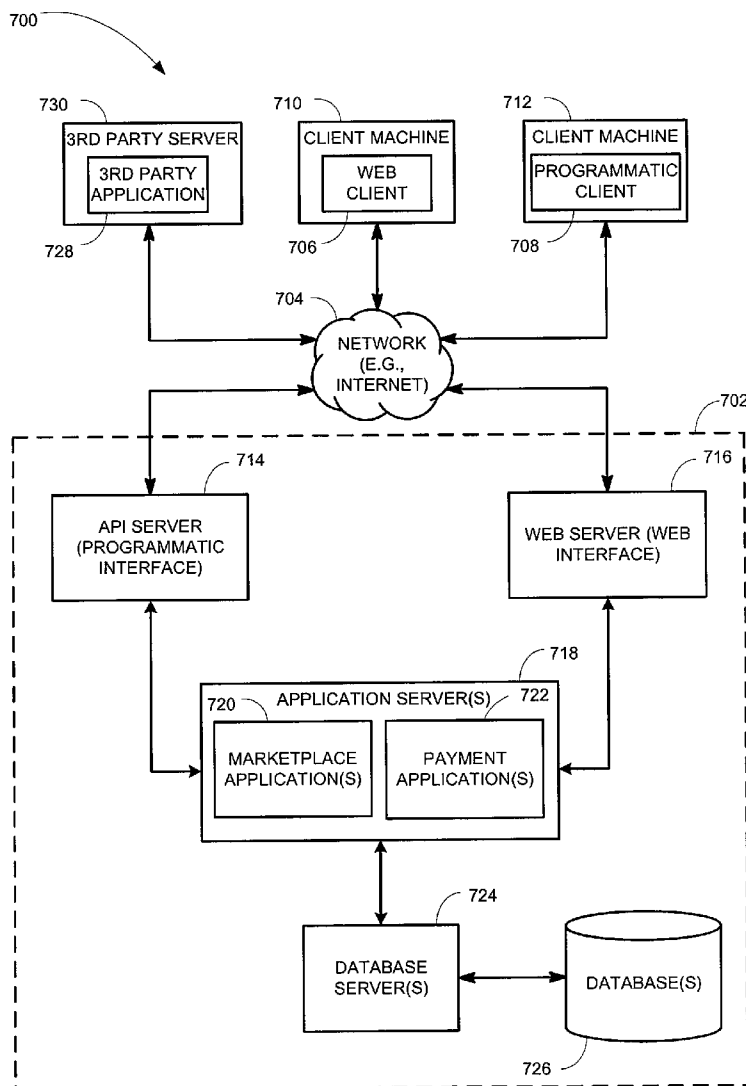 700
730
3RD PARTY SERVER
3RD PARTY
APPLICATION
728
710
CLIENT MACHINE
WEB
CLIENT
706
712
CLIENT MACHINE
PROGRAMMATIC
CLIENT
708
704
NETWORK
(E.G.,
INTERNET)
702
714
API SERVER
(PROGRAMMATIC
INTERFACE)
716
WEB SERVER (WEB
INTERFACE)
718
APPLICATION SERVER(S)
720
MARKETPLACE
APPLICATION(S)
722
PAYMENT
APPLICATION(S)
724
DATABASE
SERVER(S)
DATABASE(S)
726